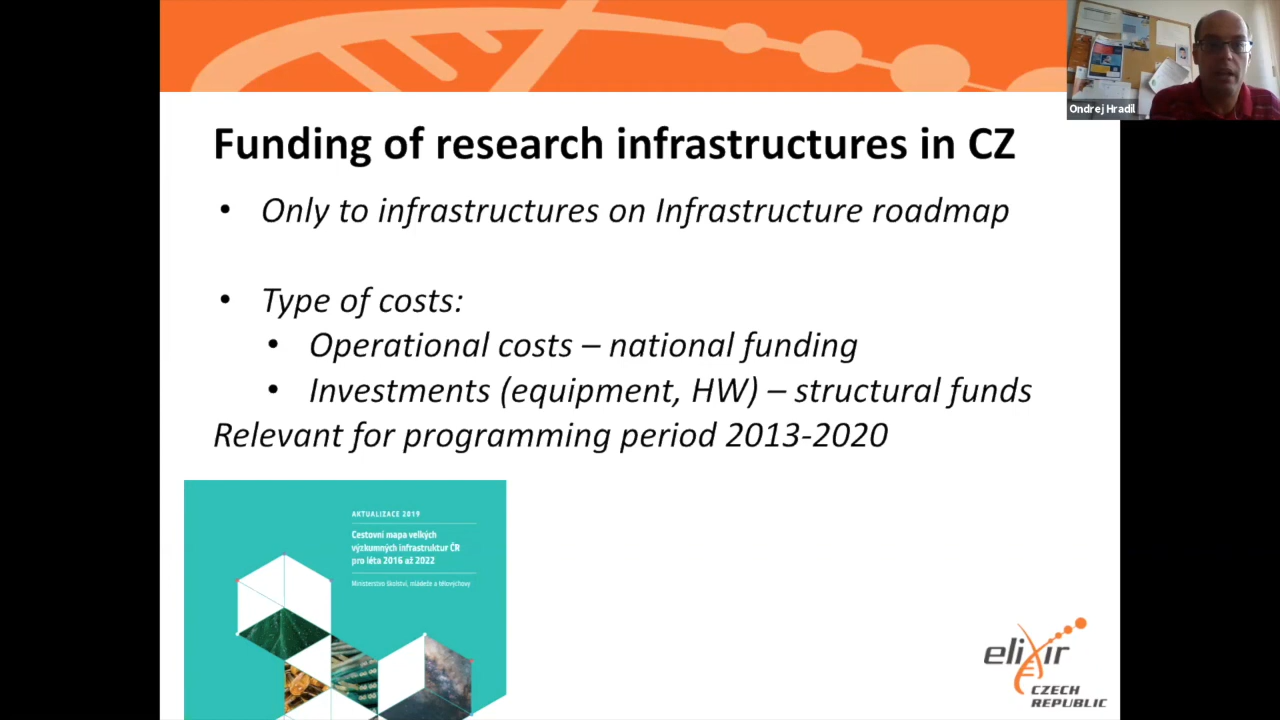 Ondrej Hradil
Funding of research infrastructures in CZ
• Only to infrastructures on Infrastructure roadmap
• Type of costs:
• Operational costs – national funding
• Investments (equipment, HW) – structural funds
Relevant for programming period 2013-2020
AKTUALIZACE 2019
Cestovní mapa velkých
výzkumných infrastruktur ČR
pro léta 2016 až 2022
Ministerstvo školství, mládeže a tělovýchovy
elixir
CZECH
REPUBLIC